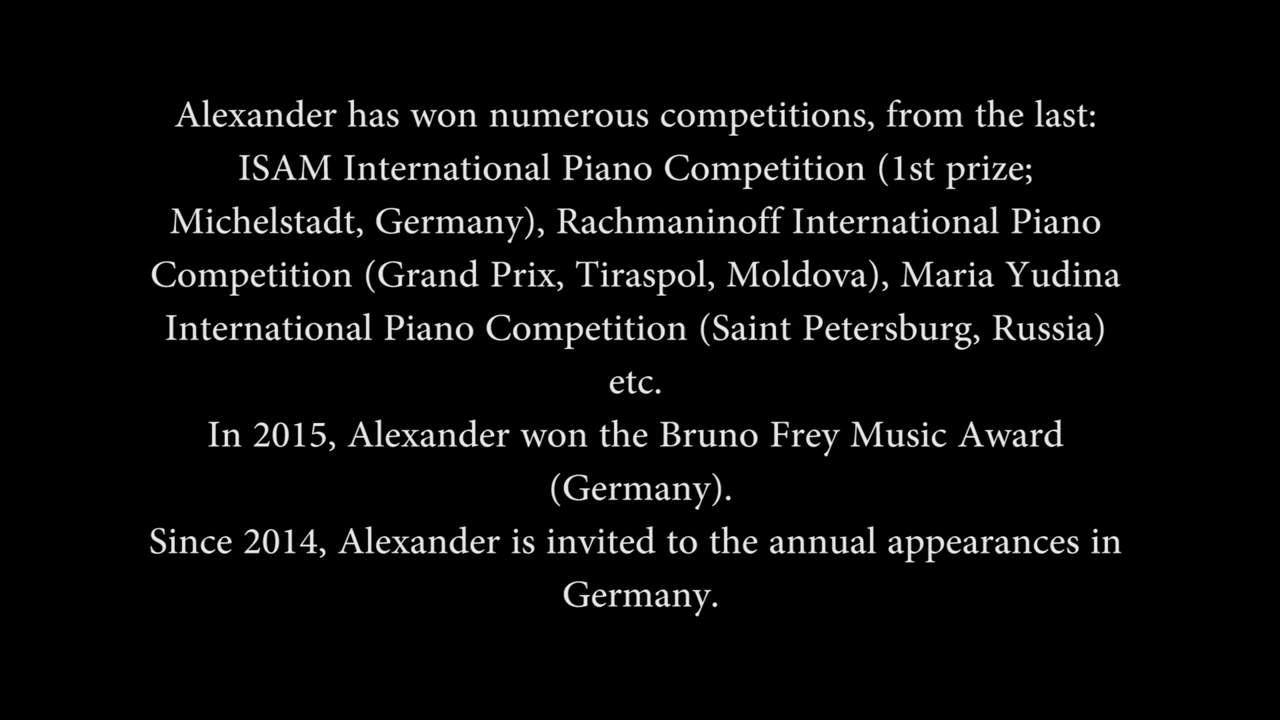 Alexander has won numerous competitions, from the last:
ISAM International Piano Competition (1st prize;
Michelstadt, Germany), Rachmaninoff International Piano
Competition (Grand Prix, Tiraspol, Moldova), Maria Yudina
International Piano Competition (Saint Petersburg, Russia)
etc.
In 2015, Alexander won the Bruno Frey Music Award
(Germany).
Since 2014, Alexander is invited to the annual appearances in
Germany.